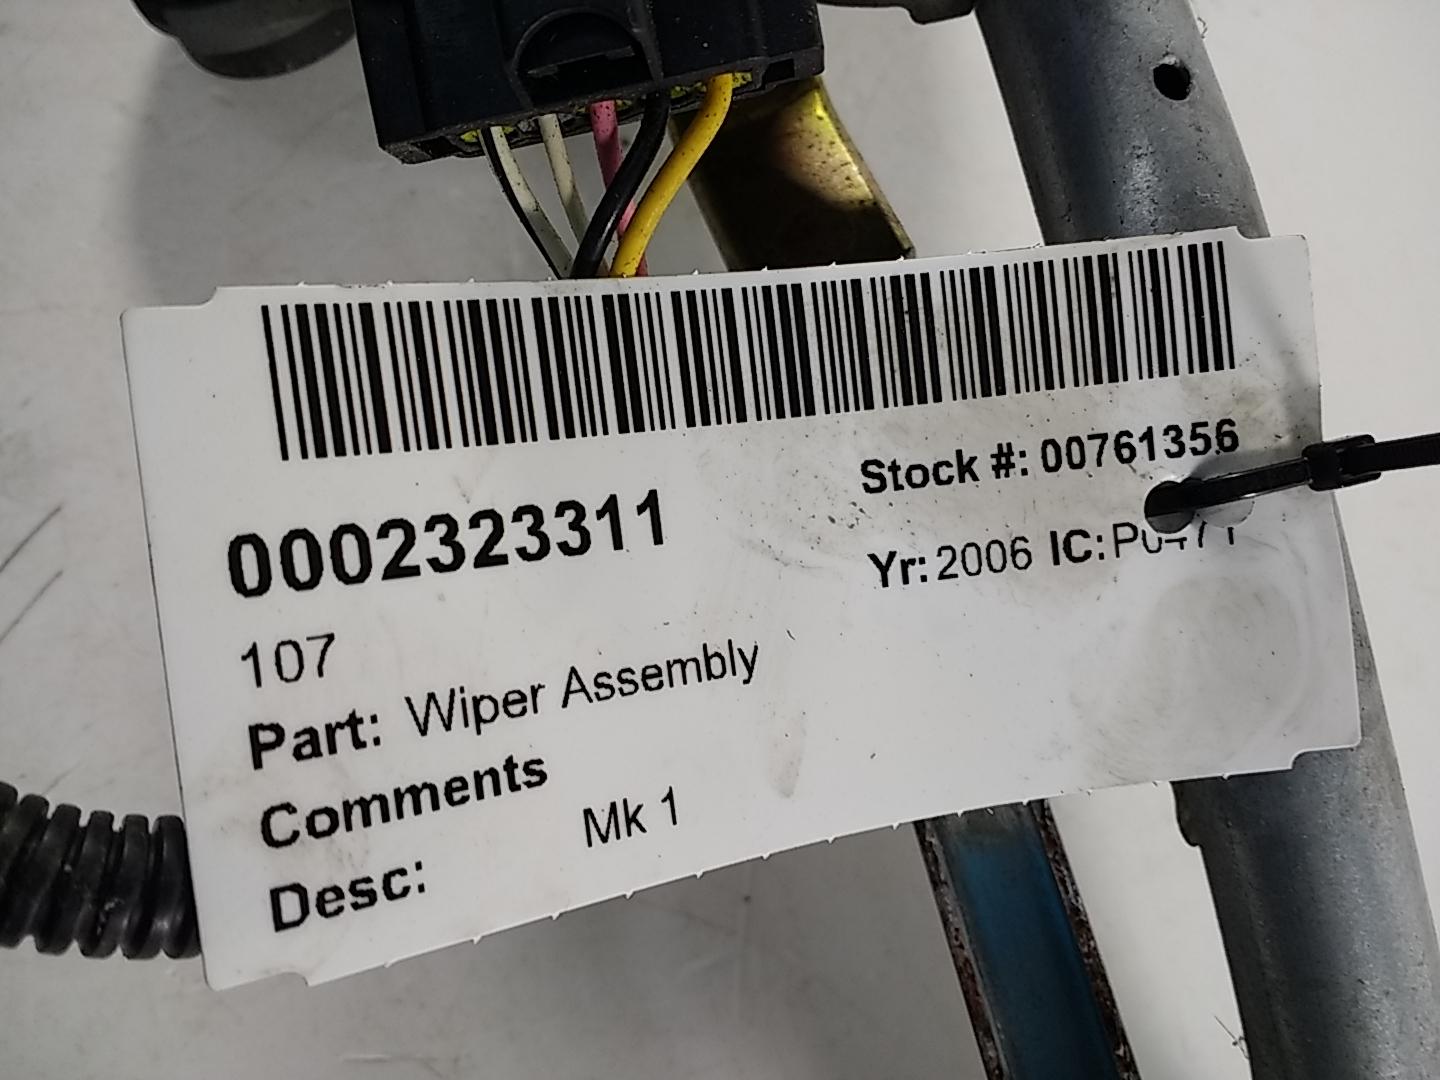 Stock #: 00761356
0002323311
Yr: 2006 IC:
107
Part: Wiper Assembly
Comments
Desc: Mk 1